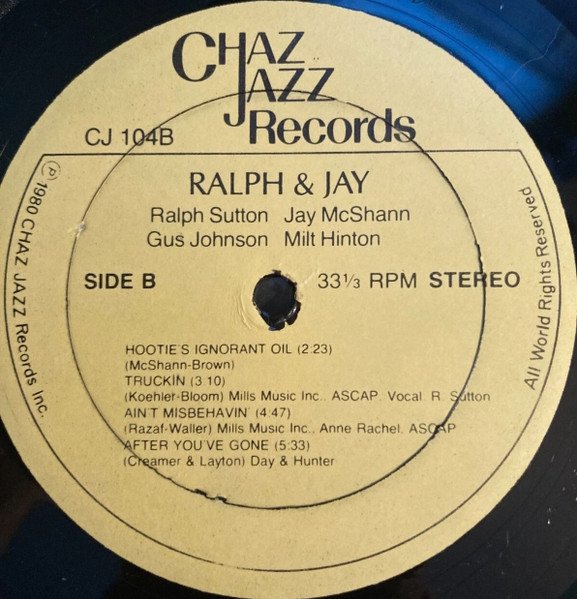 CHAZ
JAZZ
Records
CJ 104B
RALPH & JAY
Ralph Sutton Jay McShann
Gus Johnson Milt Hinton
SIDE B
33⅓ RPM STEREO
HOOTIE'S IGNORANT OIL (2:23)
(McShann-Brown)
TRUCKIN (3 10)
(Koehler-Bloom) Mills Music Inc., ASCAP. Vocal. R. Sutton
AIN'T MISBEHAVIN' (4:47)
(Razaf-Waller) Mills Music Inc., Anne Rachel, ASCAP
AFTER YOU'VE GONE (5:33)
(Creamer & Layton) Day & Hunter
℗ 1980 CHAZ JAZZ Records Inc.
All World Rights Reserved